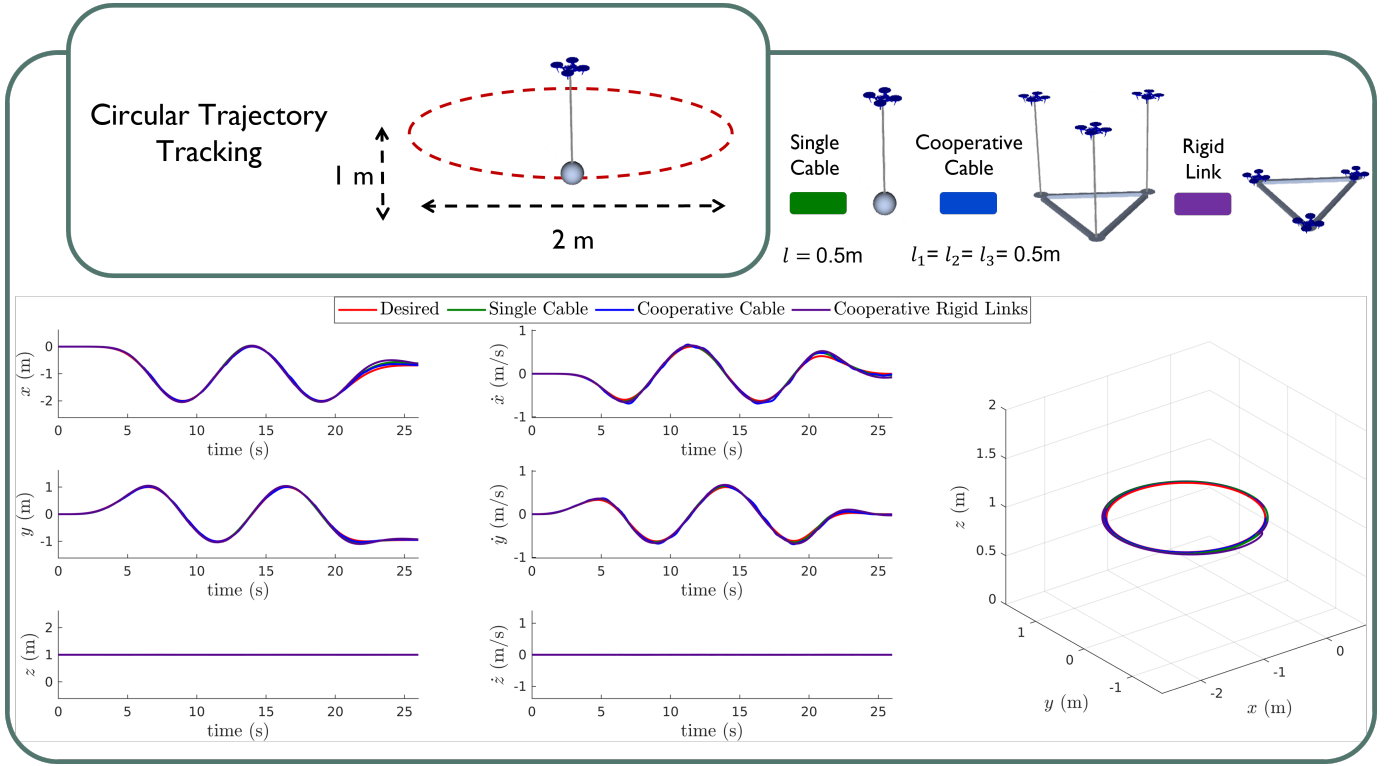 Circular Trajectory
Tracking
1 m
2 m
Single
Cable
Cooperative
Cable
Rigid
Link
l = 0.5m
l₁= l₂= l₃= 0.5m
Desired Single Cable Cooperative Cable Cooperative Rigid Links
x (m)
0
-1
-2
0 5 10 15 20 25
time (s)
ẋ (m/s)
1
0
-1
0 5 10 15 20 25
time (s)
y (m)
1
0
-1
0 5 10 15 20 25
time (s)
ẏ (m/s)
1
0
-1
0 5 10 15 20 25
time (s)
z (m)
2
1
0
0 5 10 15 20 25
time (s)
ż (m/s)
1
0
-1
0 5 10 15 20 25
time (s)
z (m)
2
1.5
1
0.5
0
1
0
-1
y (m)
-2
-1
0
x (m)